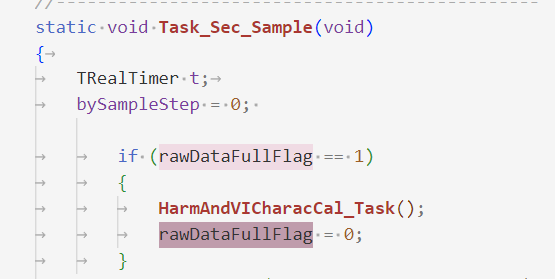 //------------------------------------------------------------
static void Task_Sec_Sample(void)
{
TRealTimer t;
bySampleStep = 0;
if (rawDataFullFlag == 1)
{
HarmAndVICharacCal_Task();
rawDataFullFlag = 0;
}